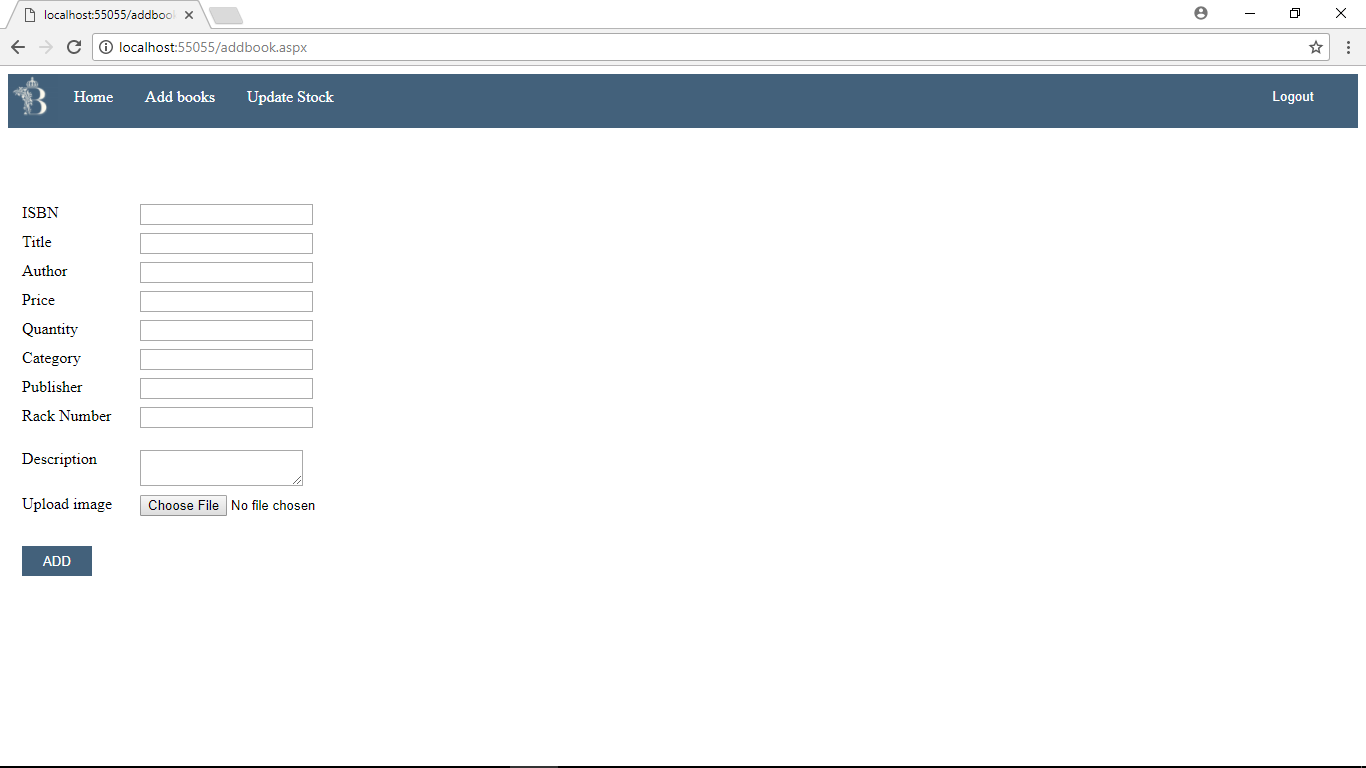 localhost:55055/addboo
localhost:55055/addbook.aspx
B Home Add books Update Stock Logout
ISBN
Title
Author
Price
Quantity
Category
Publisher
Rack Number
Description
Upload image Choose File No file chosen
ADD